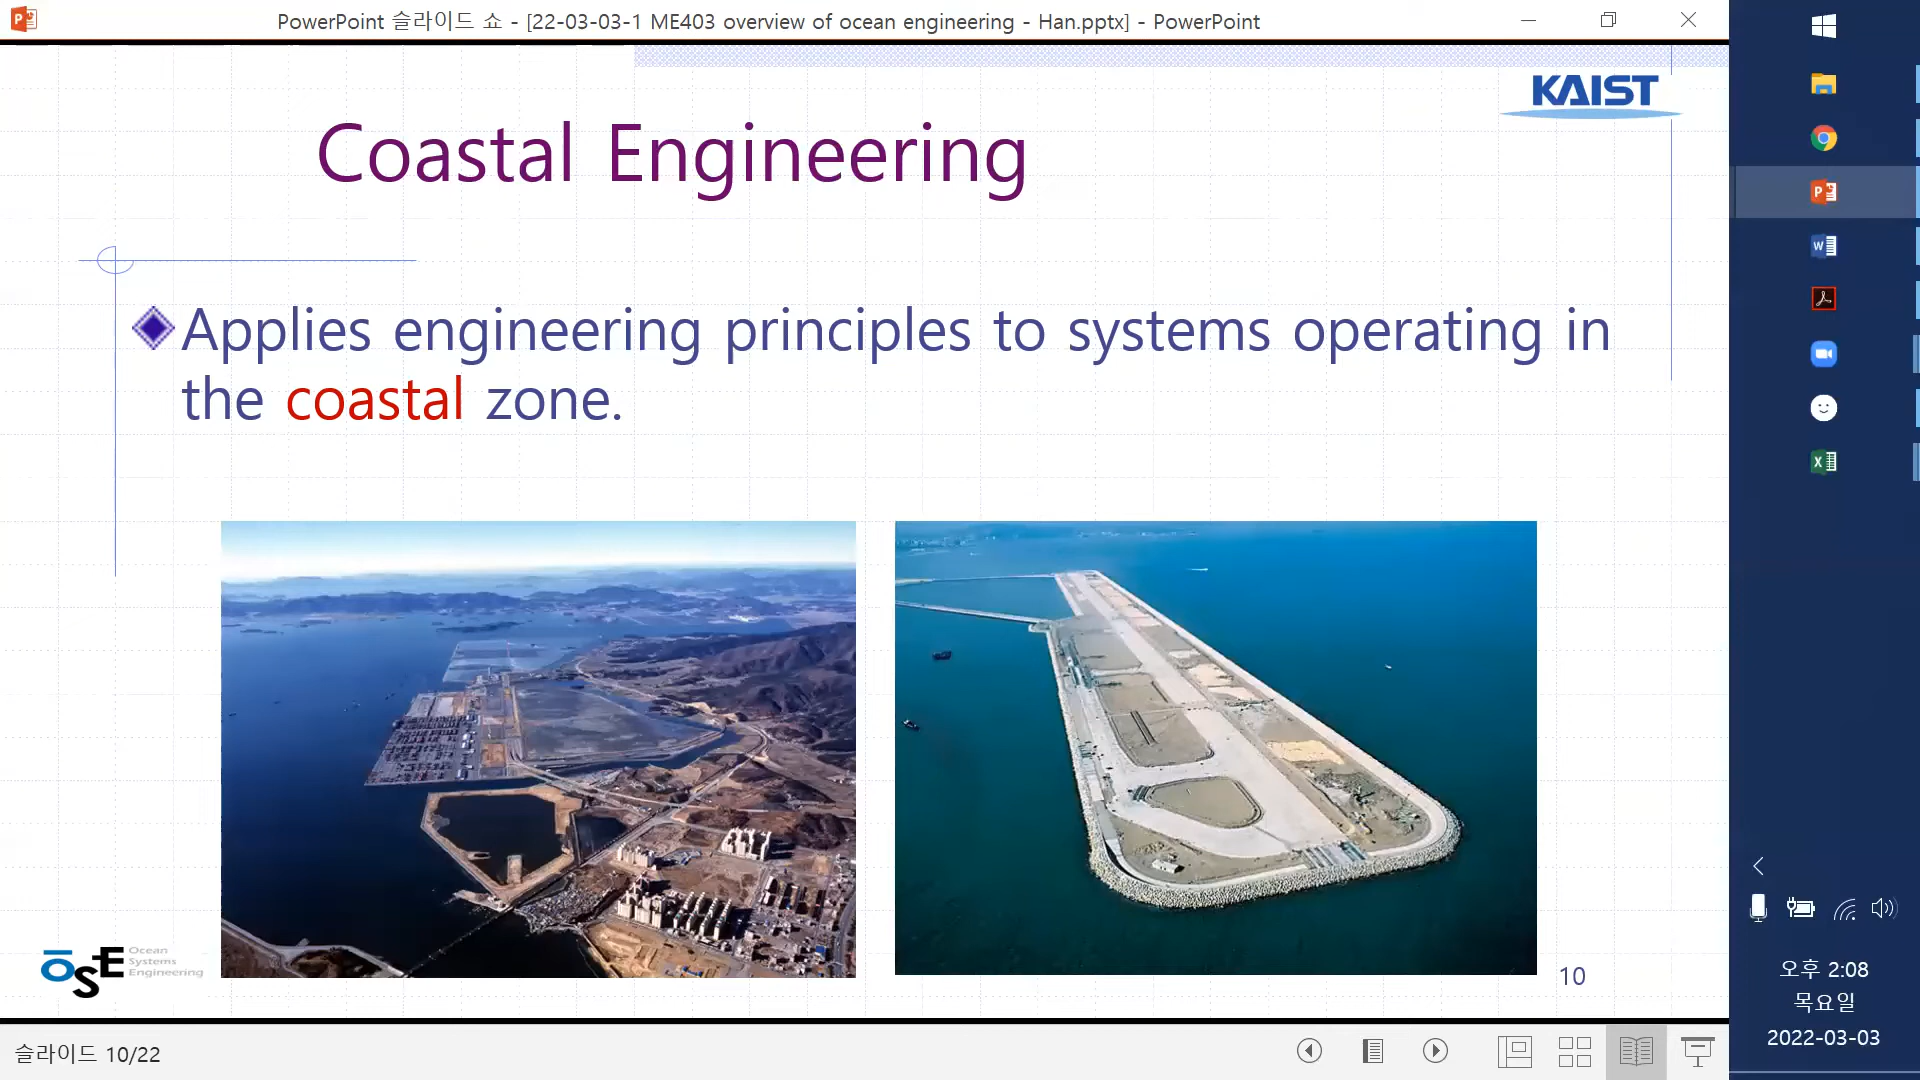 PowerPoint 슬라이드 쇼 - [22-03-03-1 ME403 overview of ocean engineering - Han.pptx] - PowerPoint
KAIST
Coastal Engineering
Applies engineering principles to systems operating in
the coastal zone.
OSE Ocean
Systems
Engineering
10
슬라이드 10/22
오후 2:08
목요일
2022-03-03